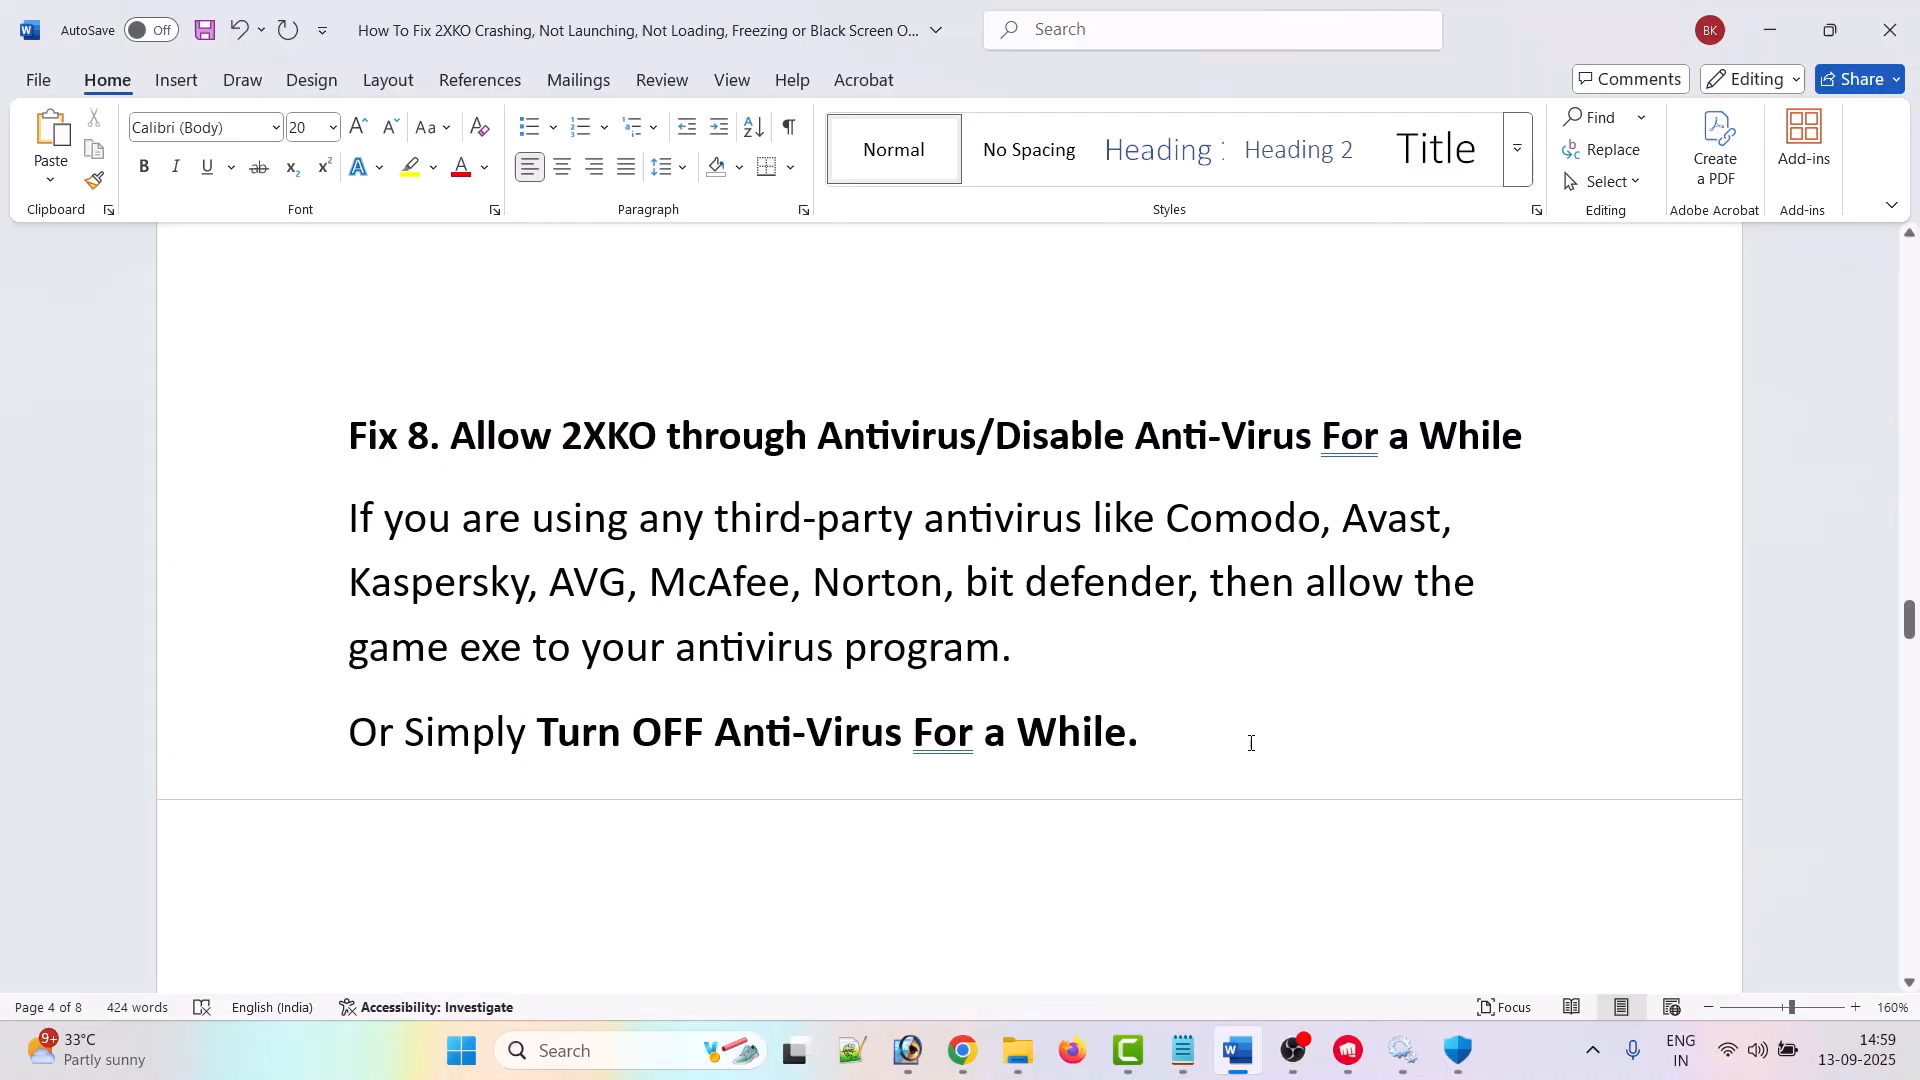 AutoSave Off How To Fix 2XKO Crashing, Not Launching, Not Loading, Freezing or Black Screen O... Search BK
File Home Insert Draw Design Layout References Mailings Review View Help Acrobat Comments Editing Share
Paste
Clipboard
Calibri (Body) 20
Font
Paragraph
Normal No Spacing Heading Heading 2 Title
Styles
Find
Replace
Select
Editing
Create
a PDF
Adobe Acrobat
Add-ins
Add-ins
Fix 8. Allow 2XKO through Antivirus/Disable Anti-Virus For a While
If you are using any third-party antivirus like Comodo, Avast,
Kaspersky, AVG, McAfee, Norton, bit defender, then allow the
game exe to your antivirus program.
Or Simply Turn OFF Anti-Virus For a While.
Page 4 of 8 424 words English (India) Accessibility: Investigate Focus 160%
9+ 33°C
Partly sunny
Search
ENG
IN
14:59
13-09-2025